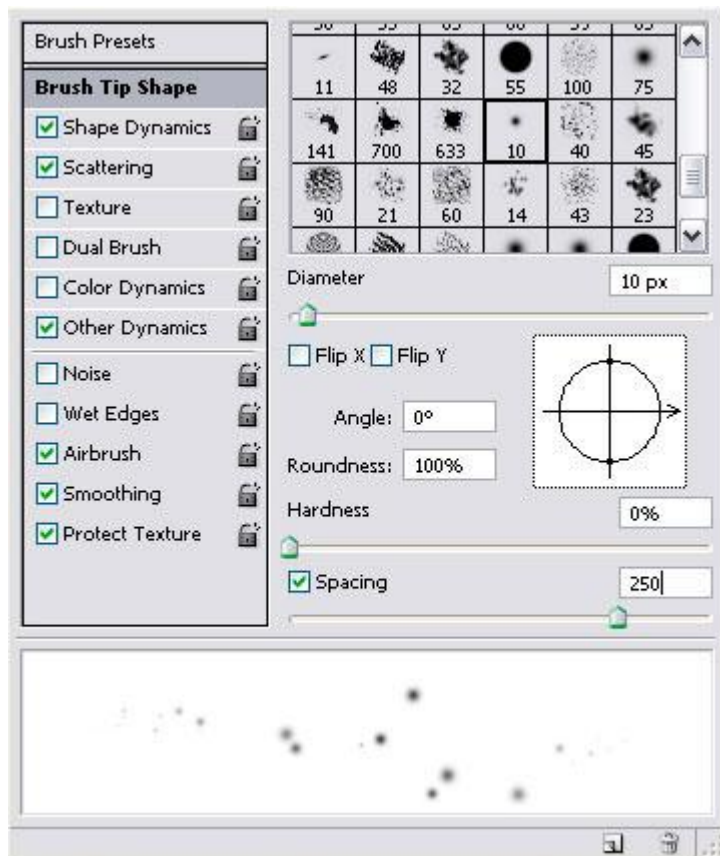 Brush Presets
Brush Tip Shape
Shape Dynamics
Scattering
Texture
Dual Brush
Color Dynamics
Other Dynamics
Noise
Wet Edges
Airbrush
Smoothing
Protect Texture
11 48 32 55 100 75
141 700 633 10 40 45
90 21 60 14 43 23
Diameter 10 px
Flip X Flip Y
Angle: 0º
Roundness: 100%
Hardness 0%
Spacing 250